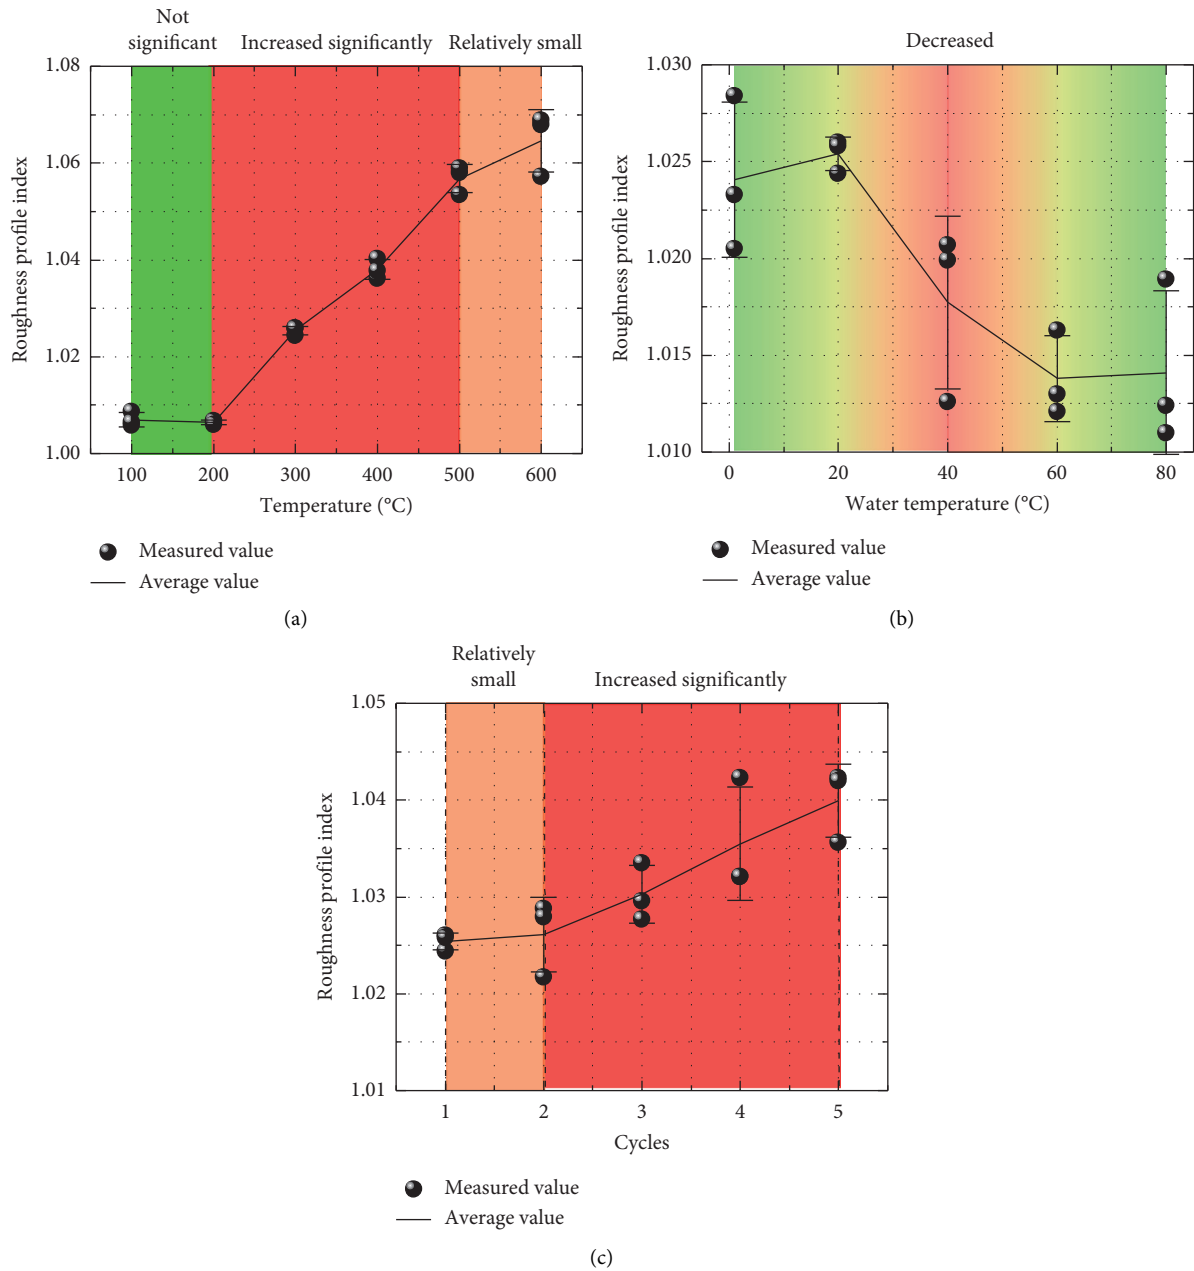 Not
significant
Increased significantly
Relatively small
1.08
1.06
1.04
1.02
1.00
Roughness profile index
100 200 300 400 500 600
Temperature (°C)
Measured value
Average value
(a)
Decreased
1.030
1.025
1.020
1.015
1.010
Roughness profile index
0 20 40 60 80
Water temperature (°C)
Measured value
Average value
(b)
Relatively
small
Increased significantly
1.05
1.04
1.03
1.02
1.01
Roughness profile index
1 2 3 4 5
Cycles
Measured value
Average value
(c)